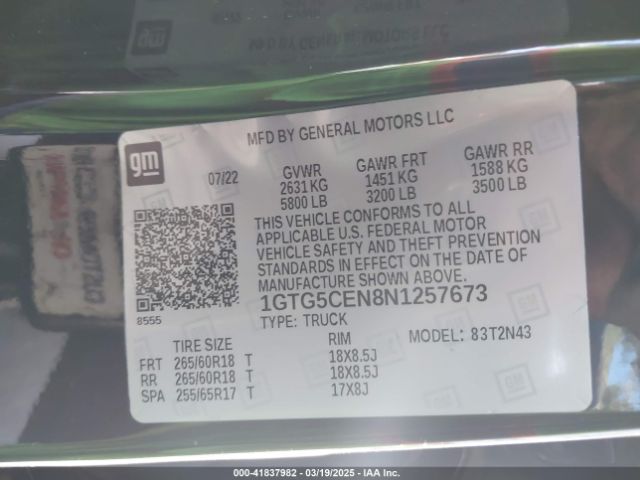 MFD BY GENERAL MOTORS LLC
gm
07/22
GVWR
2631 KG
5800 LB
GAWR FRT
1451 KG
3200 LB
GAWR RR
1588 KG
3500 LB
THIS VEHICLE CONFORMS TO ALL
APPLICABLE U.S. FEDERAL MOTOR
VEHICLE SAFETY AND THEFT PREVENTION
STANDARDS IN EFFECT ON THE DATE OF
MANUFACTURE SHOWN ABOVE.
8555
1GTG5CEN8N1257673
TYPE: TRUCK
MODEL: 83T2N43
TIRE SIZE RIM
FRT 265/60R18 T 18X8.5J
RR 265/60R18 T 18X8.5J
SPA 255/65R17 T 17X8J
000-41837982 — 03/19/2025 — IAA Inc.